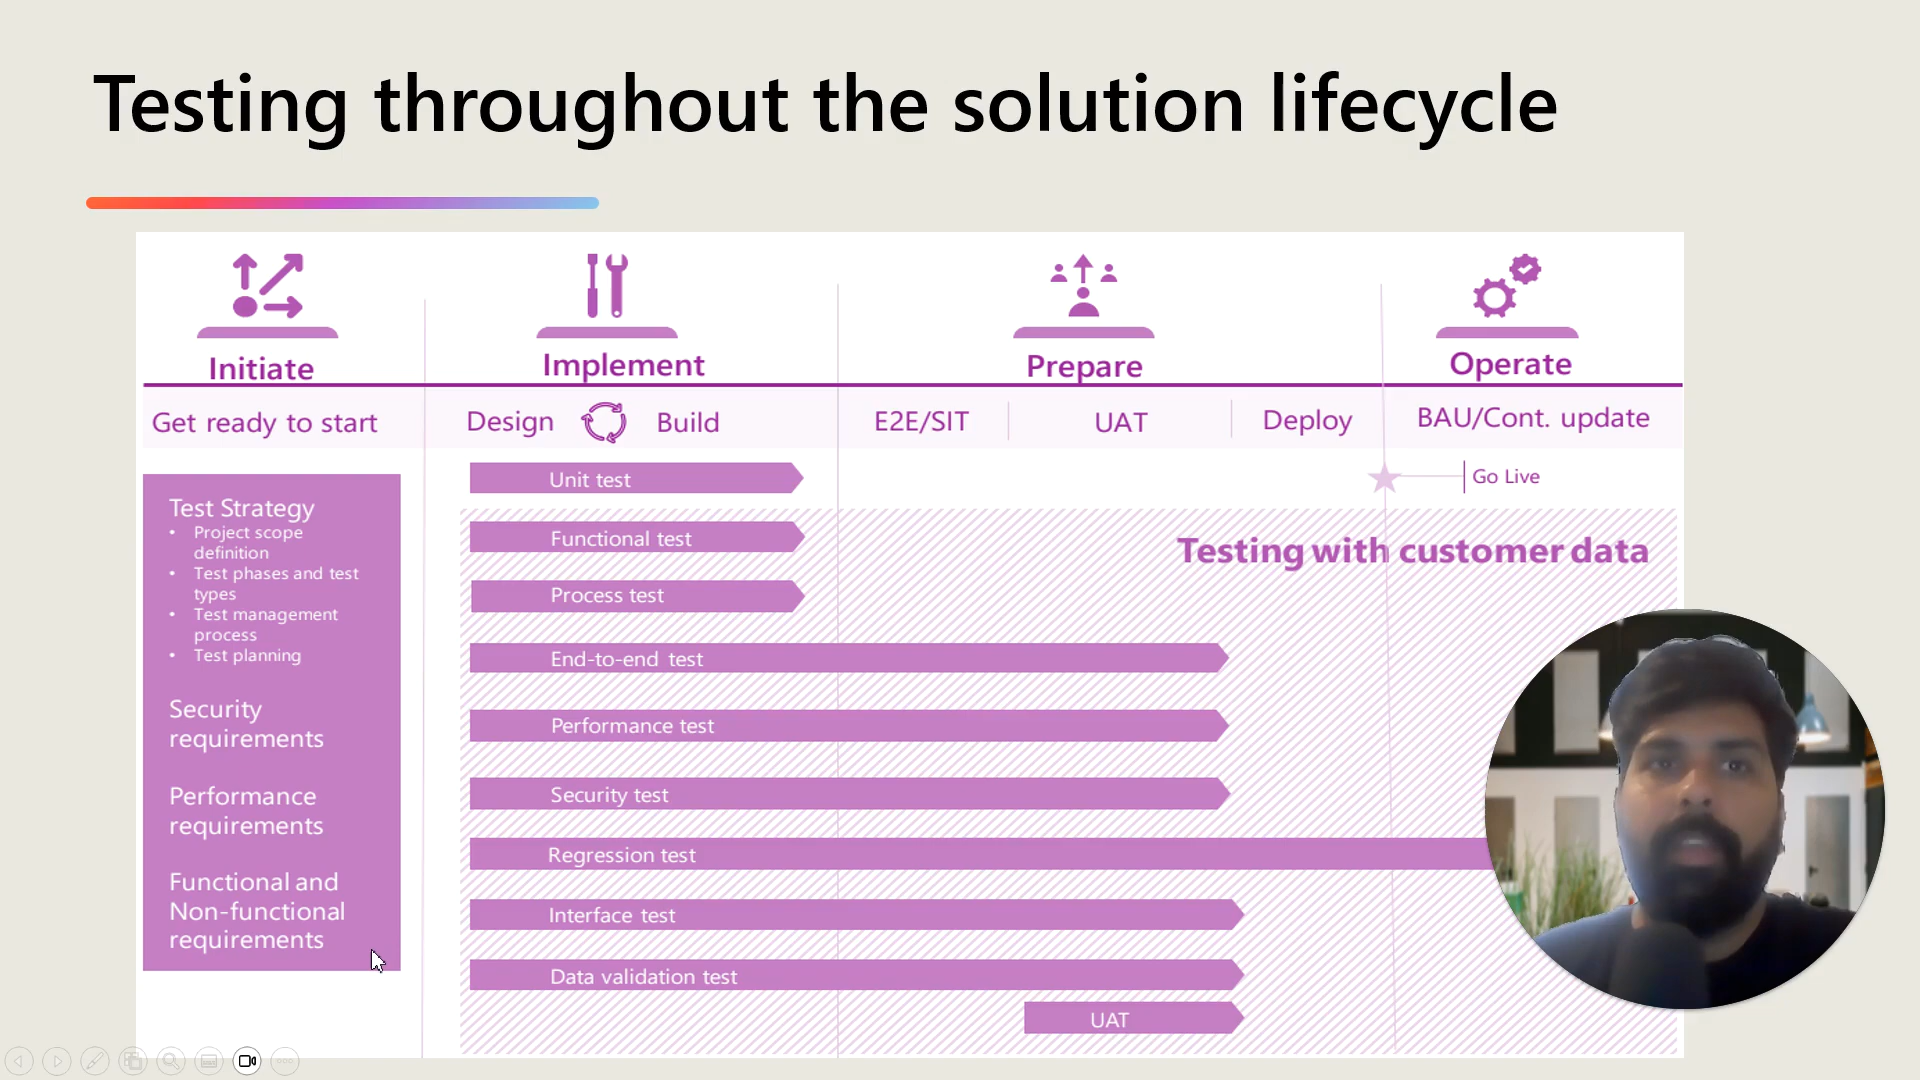 Testing throughout the solution lifecycle
Initiate
Implement
Prepare
Operate
Get ready to start
Design
Build
E2E/SIT
UAT
Deploy
BAU/Cont. update
Unit test
Go Live
Test Strategy
• Project scope
definition
• Test phases and test
types
• Test management
process
• Test planning
Security
requirements
Performance
requirements
Functional and
Non-functional
requirements
Functional test
Testing with customer data
Process test
End-to-end test
Performance test
Security test
Regression test
Interface test
Data validation test
UAT